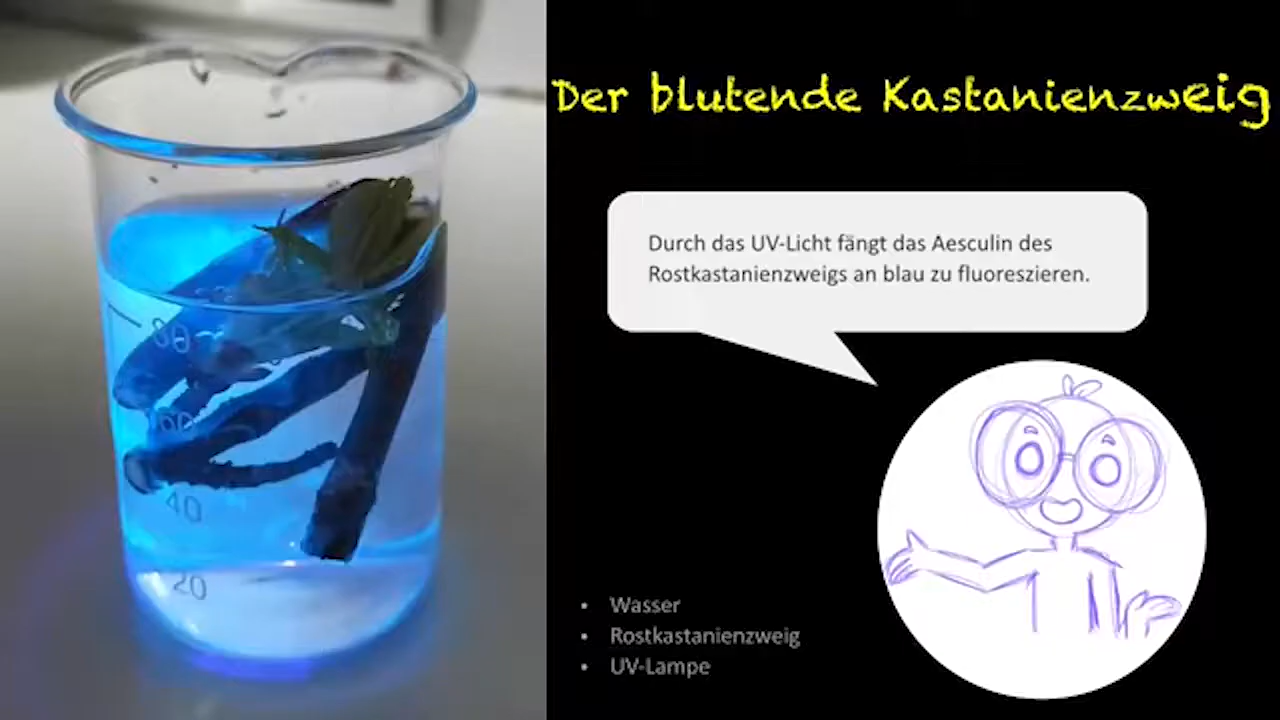 Der blutende Kastanienzweig
Durch das UV-Licht fängt das Aesculin des
Rostkastanienzweigs an blau zu fluoreszieren.
80
40
20
• Wasser
• Rostkastanienzweig
• UV-Lampe